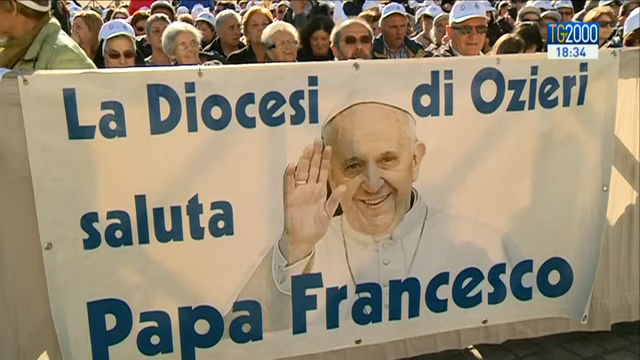 TG2000
18:34
La Diocesi di Ozieri
saluta
Papa Francesco